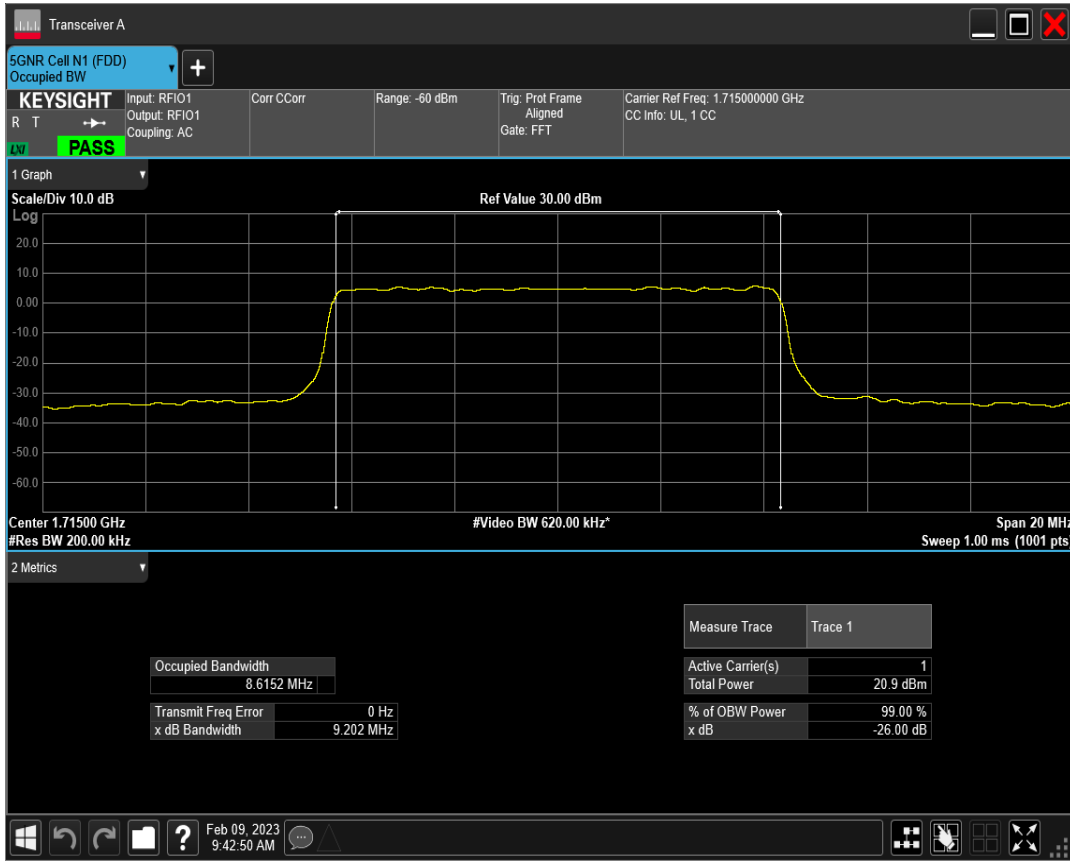 Transceiver A
5GNR Cell N1 (FDD)
Occupied BW
+
KEYSIGHT
R T
LXI
PASS
Input: RFIO1
Output: RFIO1
Coupling: AC
Corr CCorr
Range: -60 dBm
Trig: Prot Frame
Aligned
Gate: FFT
Carrier Ref Freq: 1.715000000 GHz
CC Info: UL, 1 CC
1 Graph
Scale/Div 10.0 dB
Ref Value 30.00 dBm
Log
20.0
10.0
0.00
-10.0
-20.0
-30.0
-40.0
-50.0
-60.0
Center 1.71500 GHz
#Video BW 620.00 kHz*
Span 20 MHz
#Res BW 200.00 kHz
Sweep 1.00 ms (1001 pts)
2 Metrics
Measure Trace Trace 1
Occupied Bandwidth
8.6152 MHz
Active Carrier(s) 1
Total Power 20.9 dBm
Transmit Freq Error 0 Hz
x dB Bandwidth 9.202 MHz
% of OBW Power 99.00 %
x dB -26.00 dB
?
Feb 09, 2023
9:42:50 AM